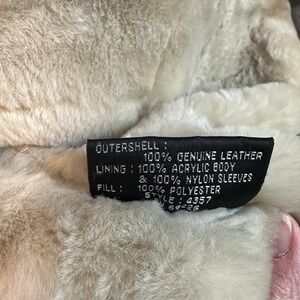 OUTERSHELL :
100% GENUINE LEATHER
LINING : 100% ACRYLIC BODY
& 100% NYLON SLEEVES
FILL : 100% POLYESTER
STYLE : 4357